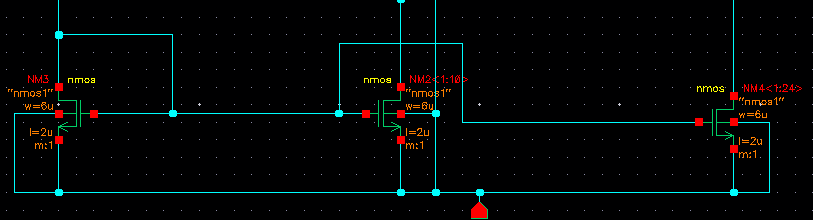 NM3
nmos
"nmos1"
w=6u
l=2u
m:1
nmos
NM2<1:10>
"nmos1"
w=6u
l=2u
m:1
nmos
NM4<1:24>
"nmos1"
w=6u
l=2u
m:1